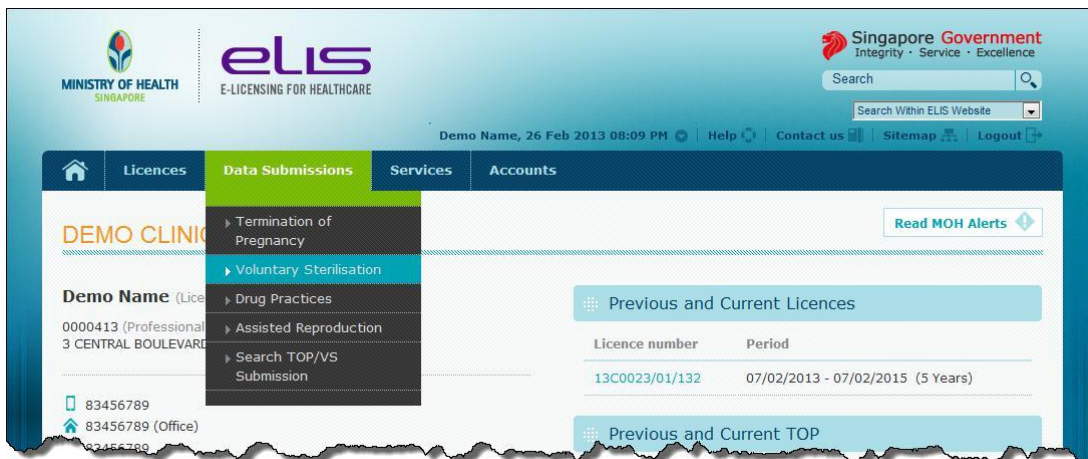 MINISTRY OF HEALTH
SINGAPORE
eLIS
E-LICENSING FOR HEALTHCARE
Singapore Government
Integrity · Service · Excellence
Search
Search Within ELIS Website
Demo Name, 26 Feb 2013 08:09 PM | Help | Contact us | Sitemap | Logout
Licences Data Submissions Services Accounts
DEMO CLINIC
Read MOH Alerts
Termination of
Pregnancy
Voluntary Sterilisation
Drug Practices
Assisted Reproduction
Search TOP/VS
Submission
Demo Name (Lice
0000413 (Professional
3 CENTRAL BOULEVARD
83456789
83456789 (Office)
83456789
Previous and Current Licences
Licence number Period
13C0023/01/132 07/02/2013 - 07/02/2015 (5 Years)
Previous and Current TOP